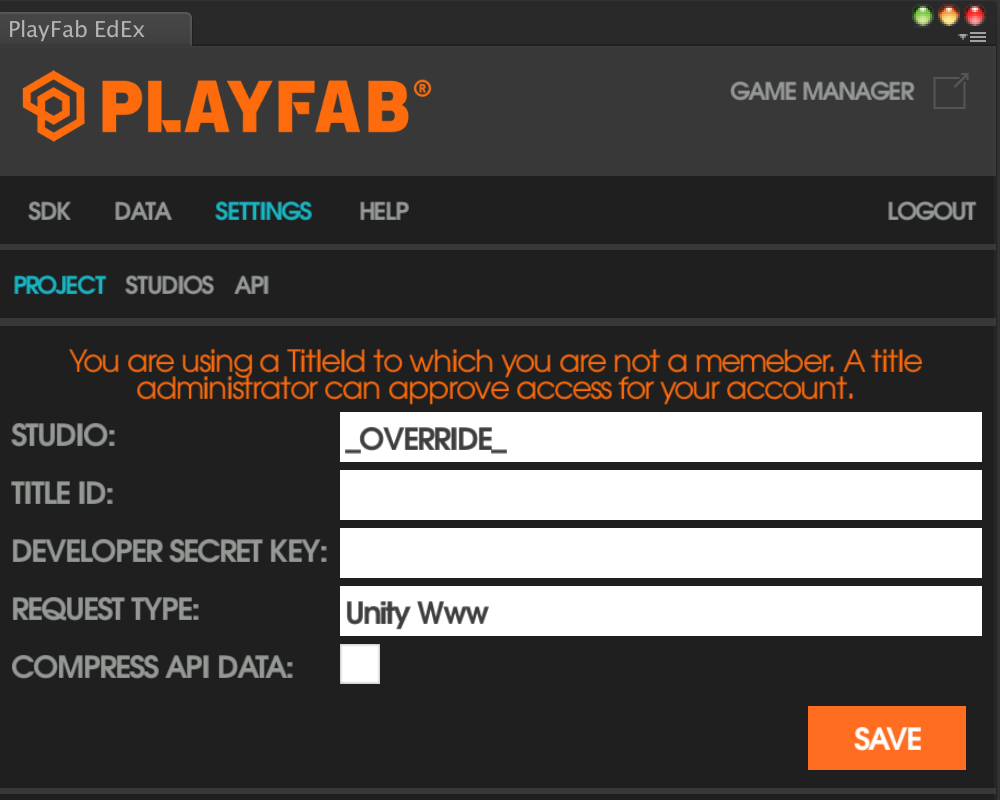 PlayFab EdEx
PLAYFAB®
GAME MANAGER
SDK DATA SETTINGS HELP LOGOUT
PROJECT STUDIOS API
You are using a TitleId to which you are not a memeber. A title
administrator can approve access for your account.
STUDIO: _OVERRIDE_
TITLE ID:
DEVELOPER SECRET KEY:
REQUEST TYPE: Unity Www
COMPRESS API DATA:
SAVE